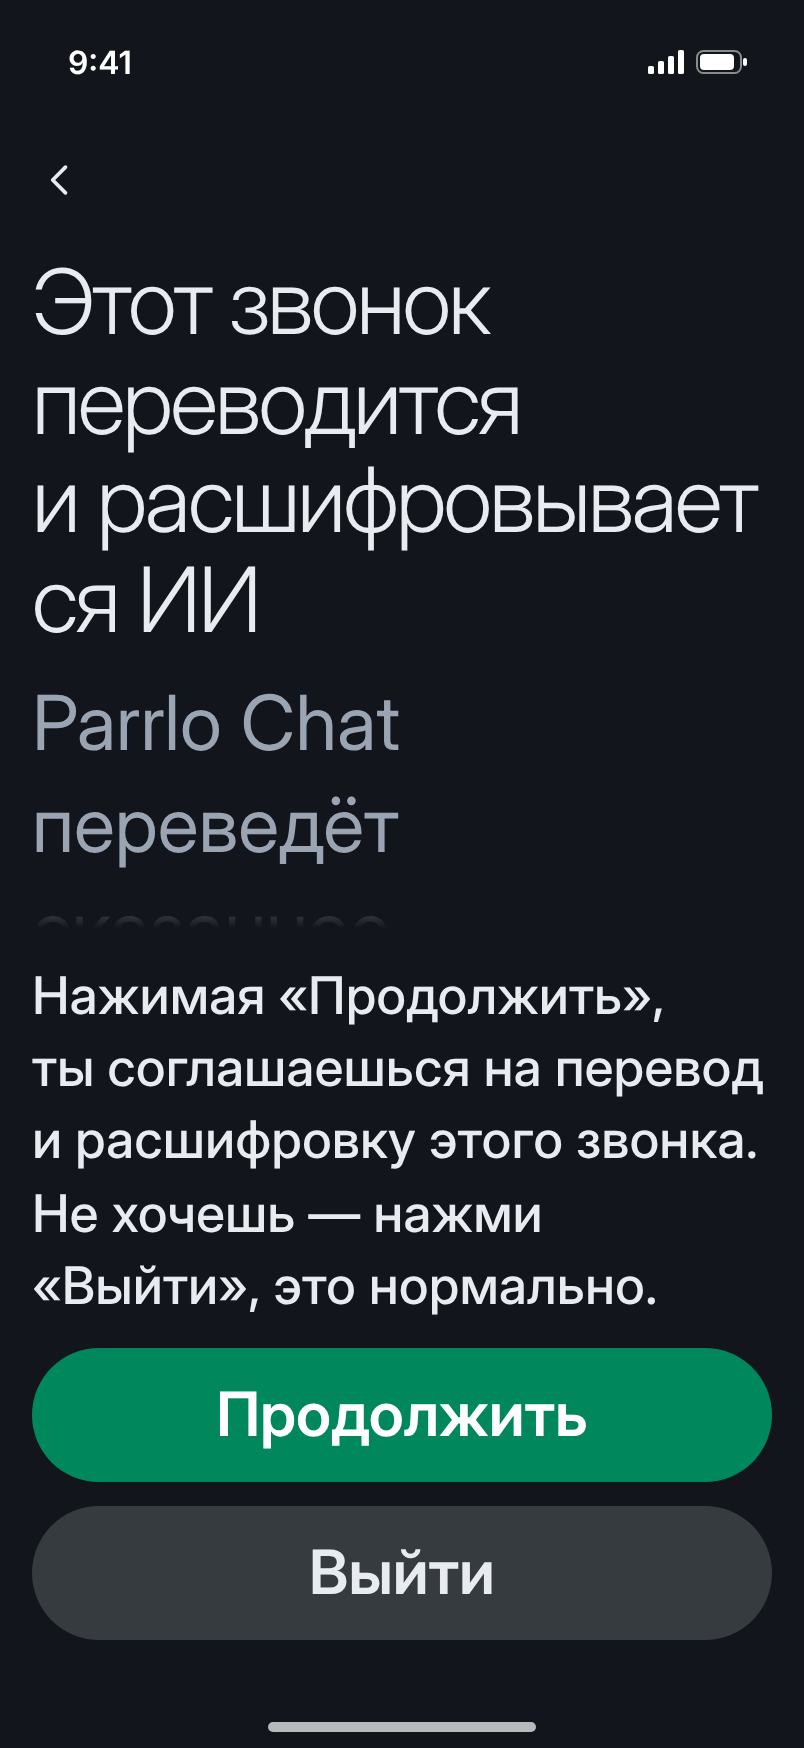 9:41
Этот звонок
переводится
и расшифровывает
ся ИИ
Parrlo Chat
переведёт
Нажимая «Продолжить»,
ты соглашаешься на перевод
и расшифровку этого звонка.
Не хочешь — нажми
«Выйти», это нормально.
Продолжить
Выйти